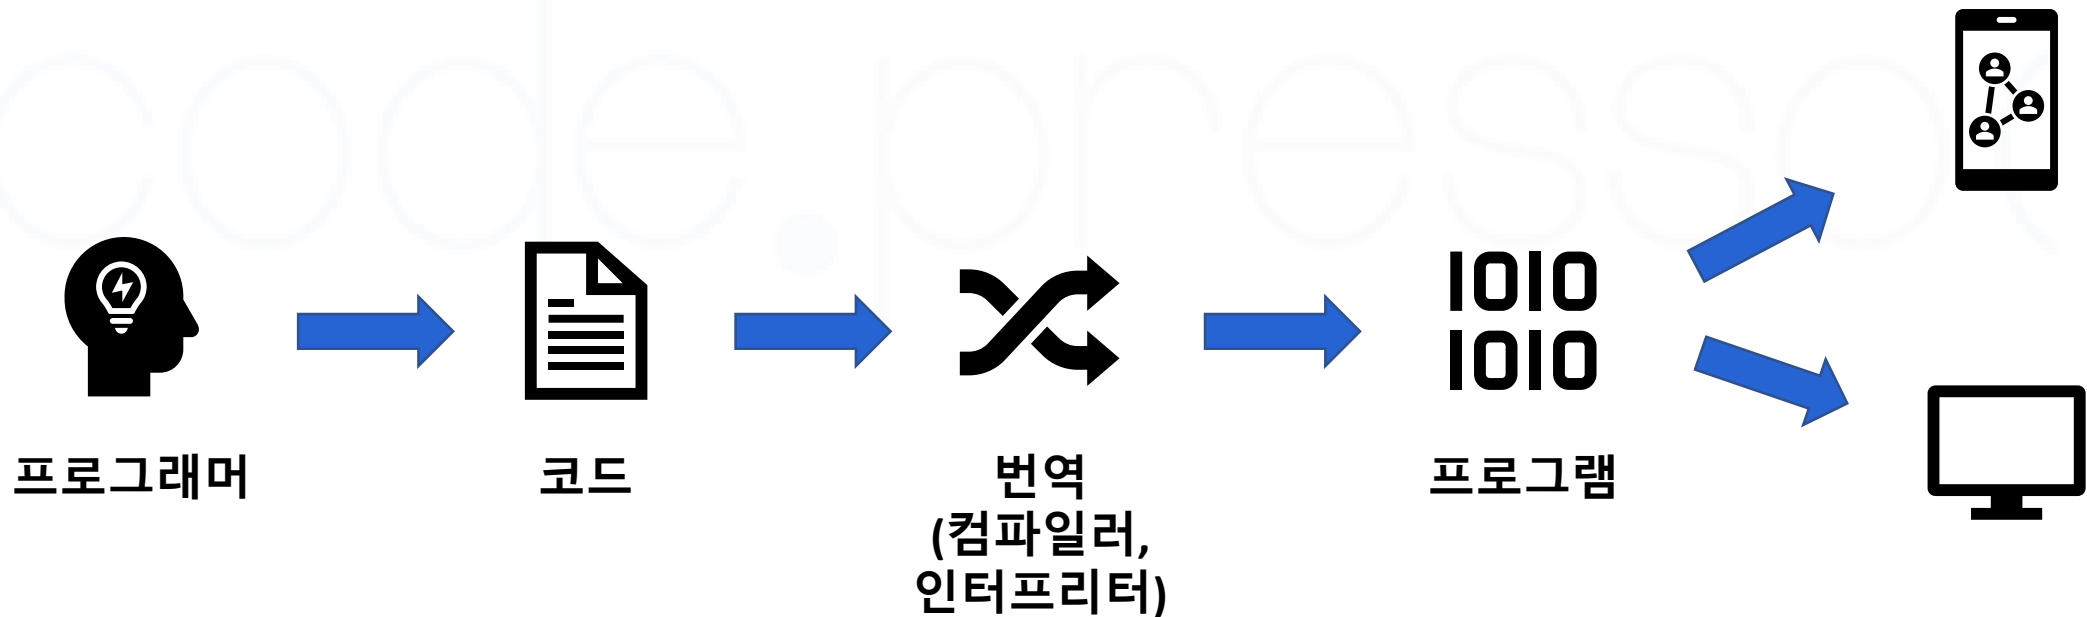 code.presso(
1010
1010
프로그래머
코드
번역
(컴파일러,
인터프리터)
프로그램